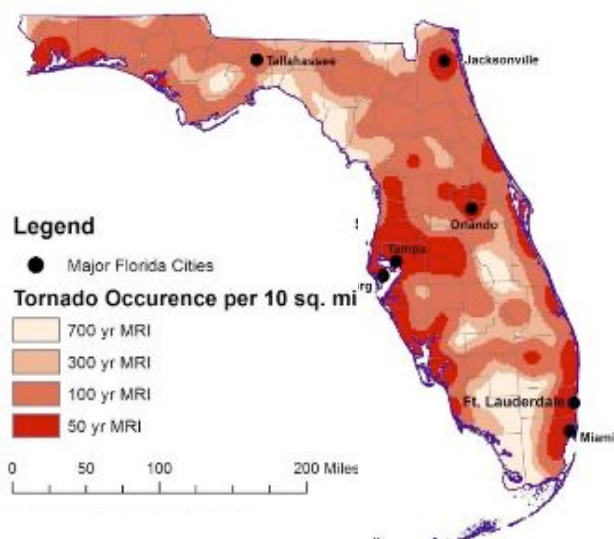 Tallahassee
Jacksonville
Orlando
Tampa
rg
Ft. Lauderdale
Miami
Legend
Major Florida Cities
Tornado Occurence per 10 sq. mi
700 yr MRI
300 yr MRI
100 yr MRI
50 yr MRI
0 50 100 200 Miles